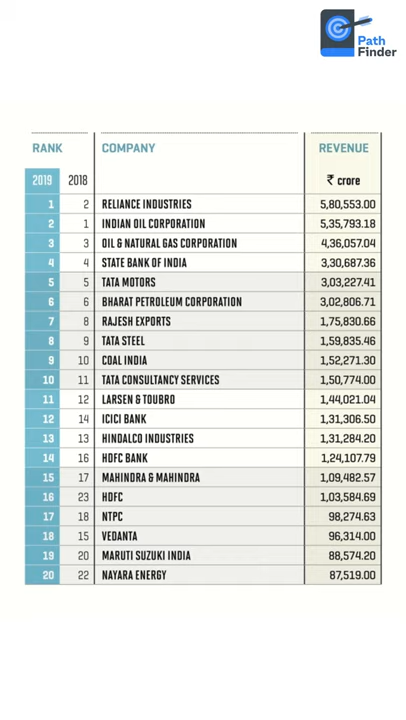 Path
Finder
RANK COMPANY REVENUE
2019 2018 ₹ crore
1 2 RELIANCE INDUSTRIES 5,80,553.00
2 1 INDIAN OIL CORPORATION 5,35,793.18
3 3 OIL & NATURAL GAS CORPORATION 4,36,057.04
4 4 STATE BANK OF INDIA 3,30,687.36
5 5 TATA MOTORS 3,03,227.41
6 6 BHARAT PETROLEUM CORPORATION 3,02,806.71
7 8 RAJESH EXPORTS 1,75,830.66
8 9 TATA STEEL 1,59,835.46
9 10 COAL INDIA 1,52,271.30
10 11 TATA CONSULTANCY SERVICES 1,50,774.00
11 12 LARSEN & TOUBRO 1,44,021.04
12 14 ICICI BANK 1,31,306.50
13 13 HINDALCO INDUSTRIES 1,31,284.20
14 16 HDFC BANK 1,24,107.79
15 17 MAHINDRA & MAHINDRA 1,09,482.57
16 23 HDFC 1,03,584.69
17 18 NTPC 98,274.63
18 15 VEDANTA 96,314.00
19 20 MARUTI SUZUKI INDIA 88,574.20
20 22 NAYARA ENERGY 87,519.00